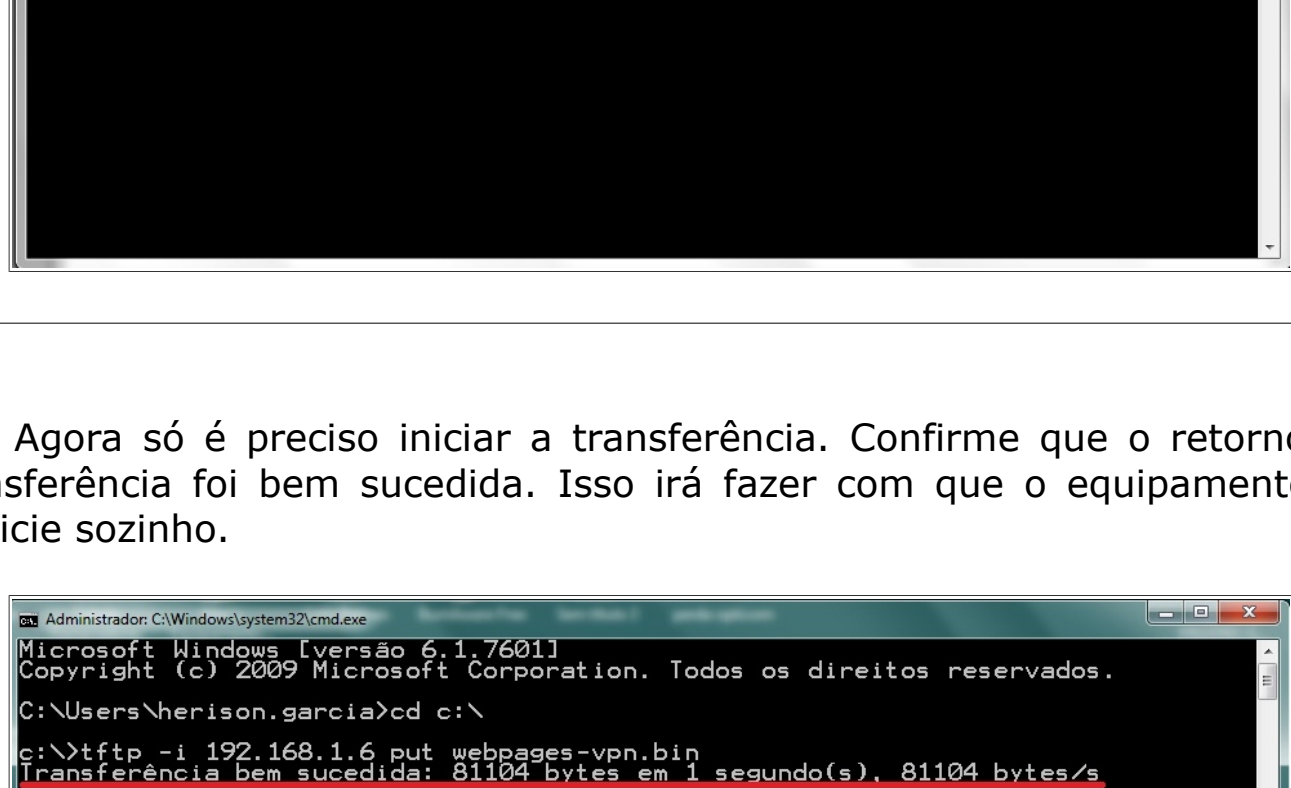 Agora só é preciso iniciar a transferência. Confirme que o retorno
nsferência foi bem sucedida. Isso irá fazer com que o equipamento
icie sozinho.
Administrador: C:\Windows\system32\cmd.exe
Microsoft Windows [versão 6.1.7601]
Copyright (c) 2009 Microsoft Corporation. Todos os direitos reservados.
C:\Users\herison.garcia>cd c:\
c:\>tftp -i 192.168.1.6 put webpages-vpn.bin
Transferência bem sucedida: 81104 bytes em 1 segundo(s), 81104 bytes/s